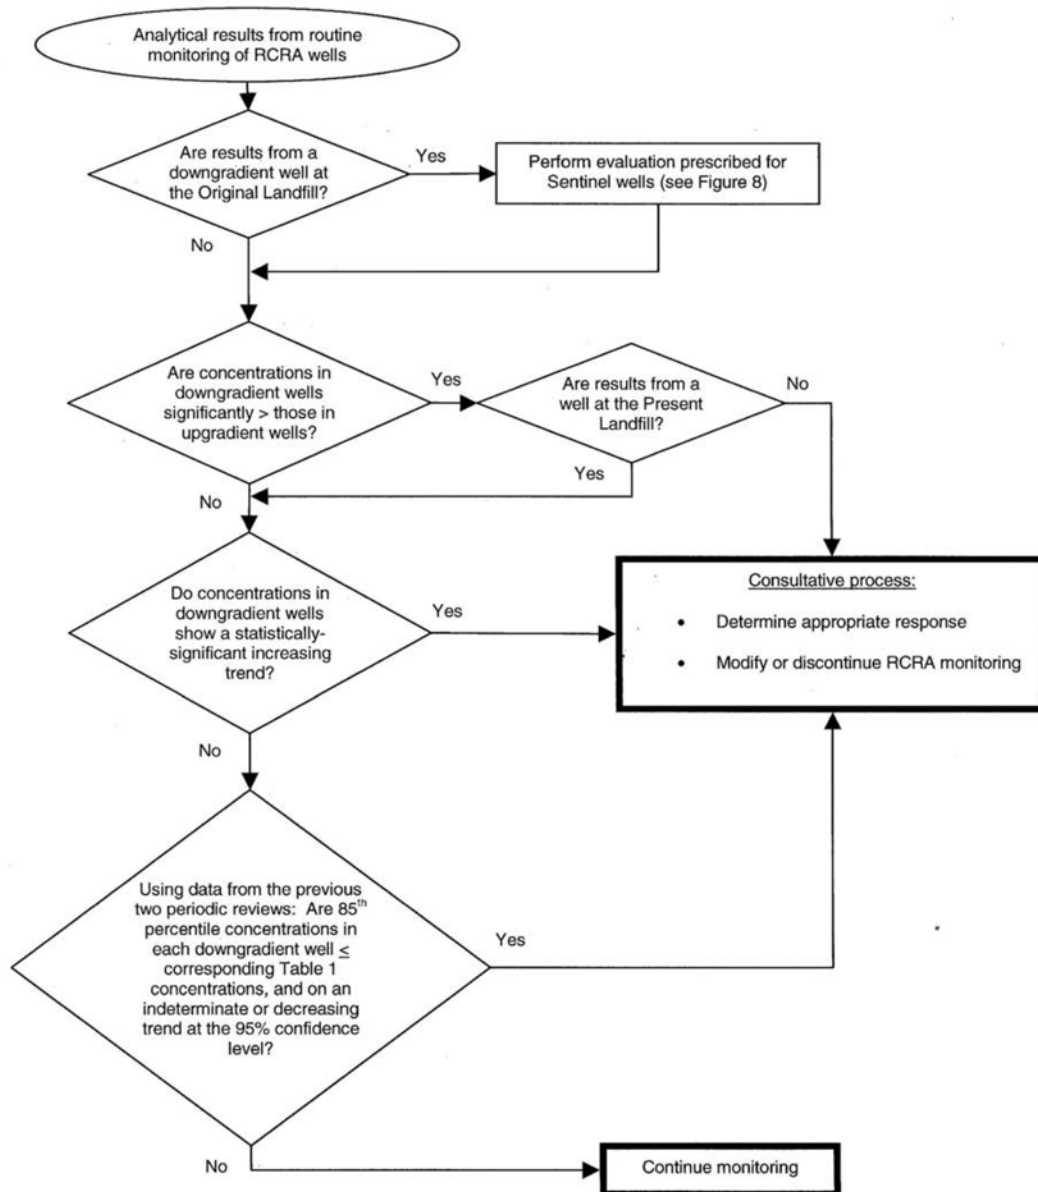 Analytical results from routine
monitoring of RCRA wells
Are results from a
downgradient well at
the Original Landfill?
Yes
Perform evaluation prescribed for
Sentinel wells (see Figure 8)
No
Are concentrations in
downgradient wells
significantly > those in
upgradient wells?
Yes
Are results from a
well at the Present
Landfill?
No
Yes
No
Do concentrations in
downgradient wells
show a statistically-
significant increasing
trend?
Yes
Consultative process:
• Determine appropriate response
• Modify or discontinue RCRA monitoring
No
Using data from the previous
two periodic reviews: Are 85th
percentile concentrations in
each downgradient well ≤
corresponding Table 1
concentrations, and on an
indeterminate or decreasing
trend at the 95% confidence
level?
Yes
No
Continue monitoring